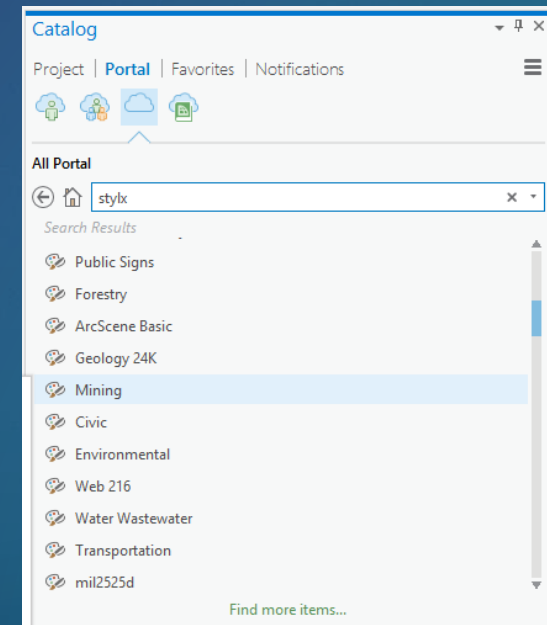 Catalog
Project | Portal | Favorites | Notifications
All Portal
stylx
Search Results
Public Signs
Forestry
ArcScene Basic
Geology 24K
Mining
Civic
Environmental
Web 216
Water Wastewater
Transportation
mil2525d
Find more items...